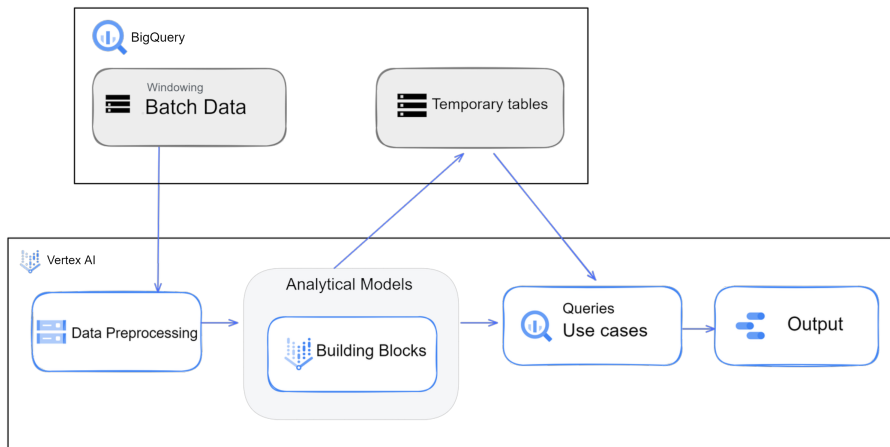 BigQuery
Windowing
Batch Data
Temporary tables
Vertex AI
Data Preprocessing
Analytical Models
Building Blocks
Queries
Use cases
Output